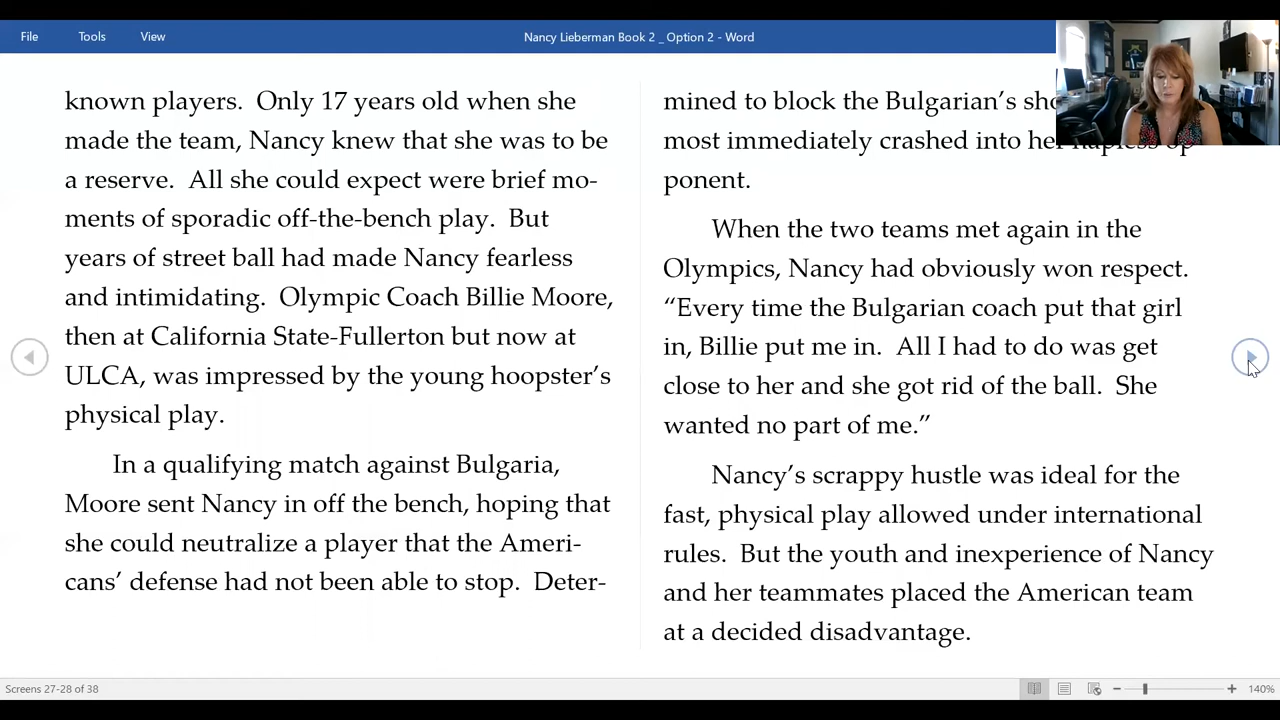 File Tools View
Nancy Lieberman Book 2 _ Option 2 - Word
known players. Only 17 years old when she
made the team, Nancy knew that she was to be
a reserve. All she could expect were brief mo-
ments of sporadic off-the-bench play. But
years of street ball had made Nancy fearless
and intimidating. Olympic Coach Billie Moore,
then at California State-Fullerton but now at
ULCA, was impressed by the young hoopster’s
physical play.
In a qualifying match against Bulgaria,
Moore sent Nancy in off the bench, hoping that
she could neutralize a player that the Ameri-
cans’ defense had not been able to stop. Deter-
mined to block the Bulgarian’s
most immediately crashed into her
ponent.
When the two teams met again in the
Olympics, Nancy had obviously won respect.
“Every time the Bulgarian coach put that girl
in, Billie put me in. All I had to do was get
close to her and she got rid of the ball. She
wanted no part of me.”
Nancy’s scrappy hustle was ideal for the
fast, physical play allowed under international
rules. But the youth and inexperience of Nancy
and her teammates placed the American team
at a decided disadvantage.
Screens 27-28 of 38
140%